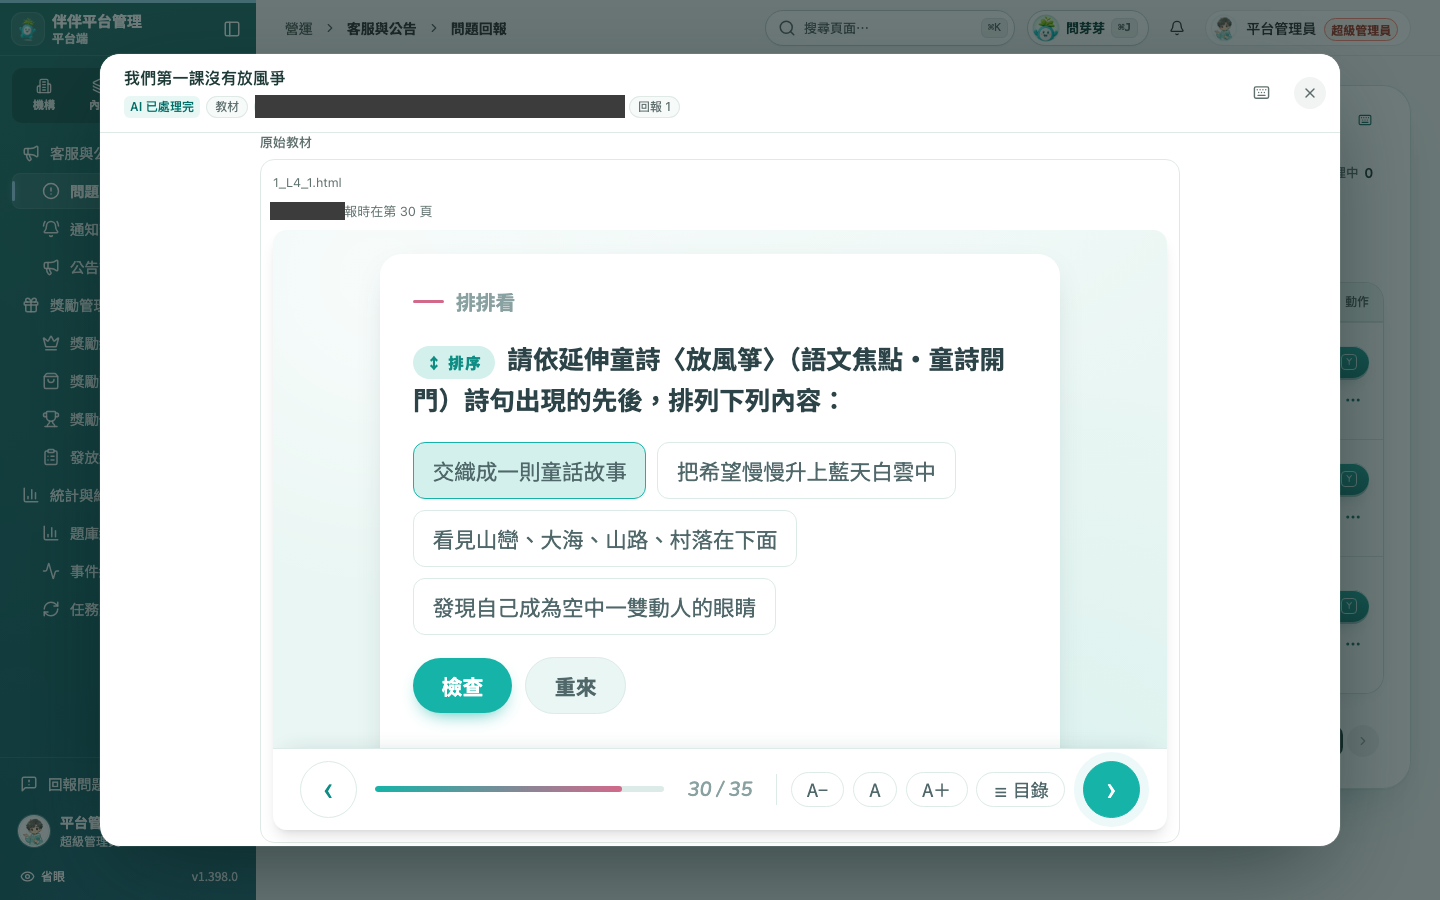 伴伴平台管理
平台端
機構
內
客服與公
問題
通知
公告
獎勵管理
獎勵
獎勵
獎勵
發放
統計與
題庫
事件
任務
回報問題
平台管
超級管理員
省眼
v1.398.0
營運 > 客服與公告 > 問題回報
搜尋頁面… ⌘K
問芽芽 ⌘J
平台管理員 超級管理員
我們第一課沒有放風爭
AI 已處理完 教材 回報 1
原始教材
1_L4_1.html
報時在第 30 頁
排排看
排序 請依延伸童詩〈放風箏〉（語文焦點・童詩開
門）詩句出現的先後，排列下列內容：
交織成一則童話故事
把希望慢慢升上藍天白雲中
看見山巒、大海、山路、村落在下面
發現自己成為空中一雙動人的眼睛
檢查 重來
30 / 35
A− A A＋ ≡ 目錄
理中 0
動作
Y
Y
Y